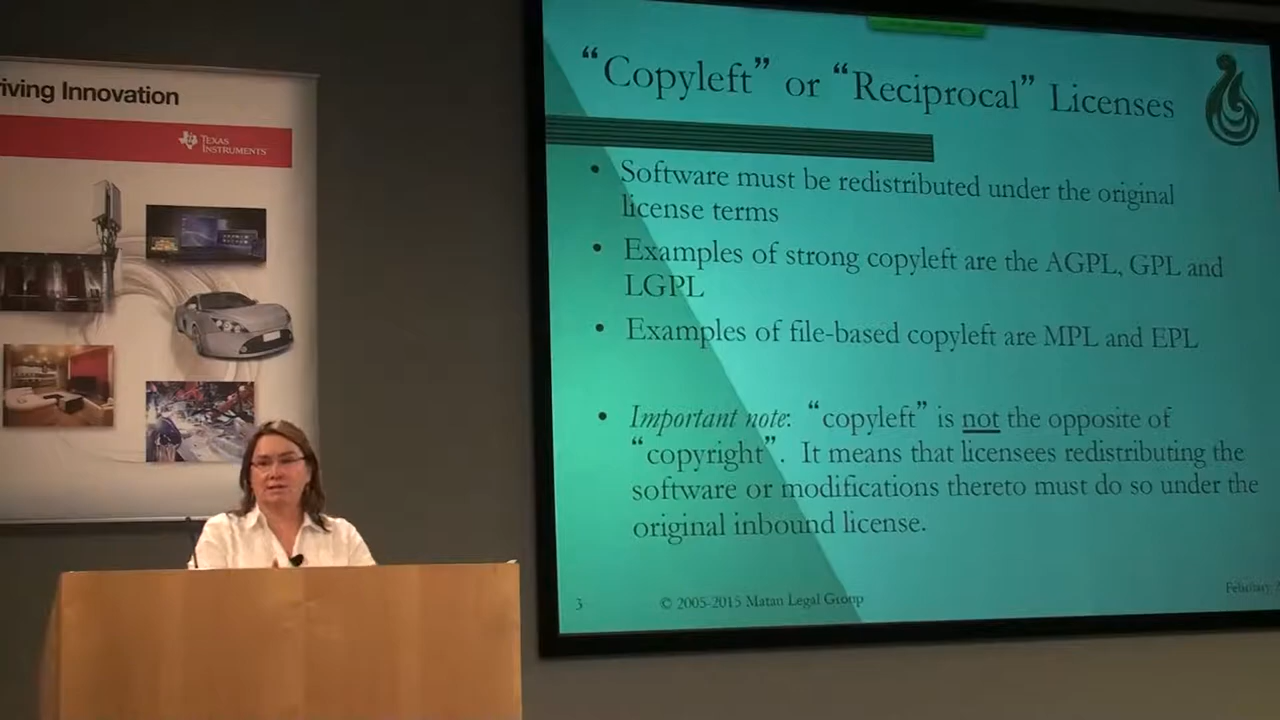 iving Innovation
TEXAS
INSTRUMENTS
“Copyleft” or “Reciprocal” Licenses
• Software must be redistributed under the original
license terms
• Examples of strong copyleft are the AGPL, GPL and
LGPL
• Examples of file-based copyleft are MPL and EPL
• Important note: “copyleft” is not the opposite of
“copyright”. It means that licensees redistributing the
software or modifications thereto must do so under the
original inbound license.
3
© 2005-2015 Matan Legal Group
February